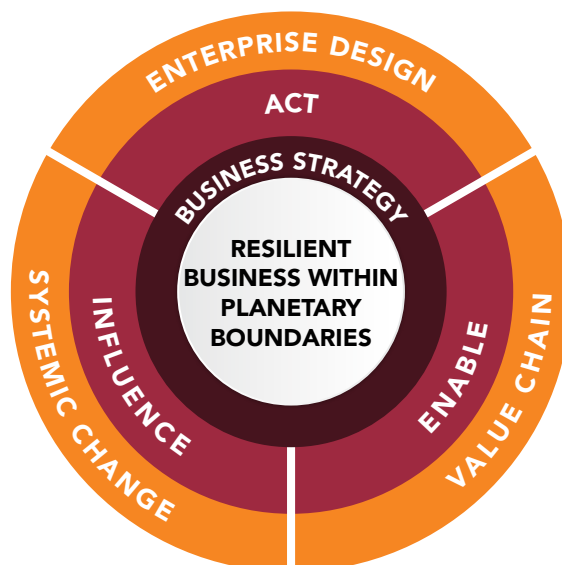 ENTERPRISE DESIGN
ACT
BUSINESS STRATEGY
RESILIENT
BUSINESS WITHIN
PLANETARY
BOUNDARIES
SYSTEMIC CHANGE
INFLUENCE
ENABLE
VALUE CHAIN